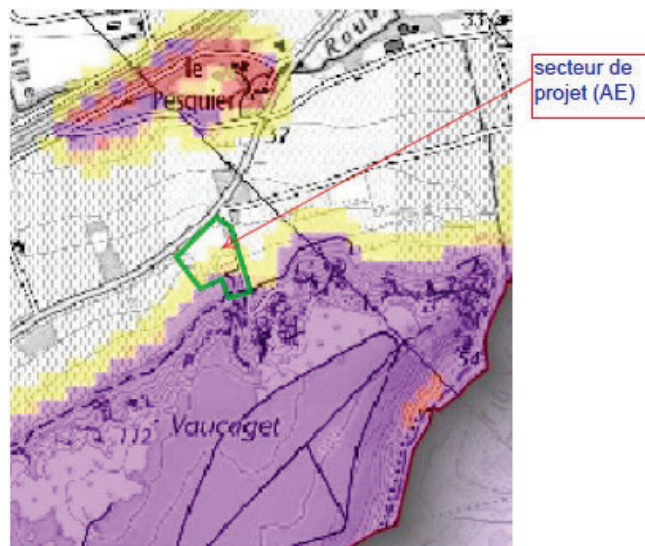 33
le
Pesquier
37
secteur de
projet (AE)
54
112
Vaucaget